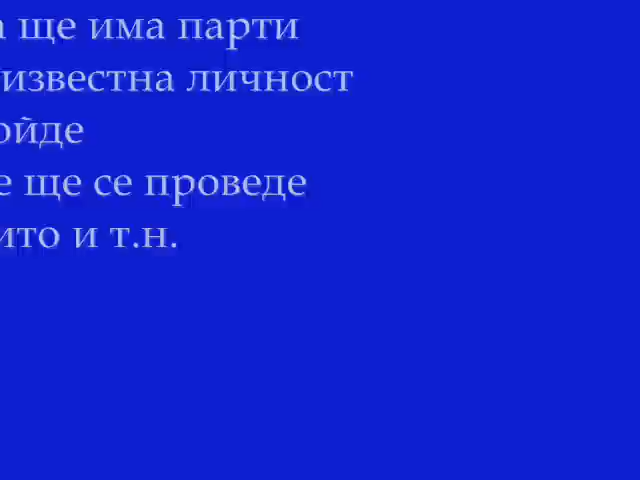 а ще има парти
известна личност
ойде
е ще се проведе
ито и т.н.